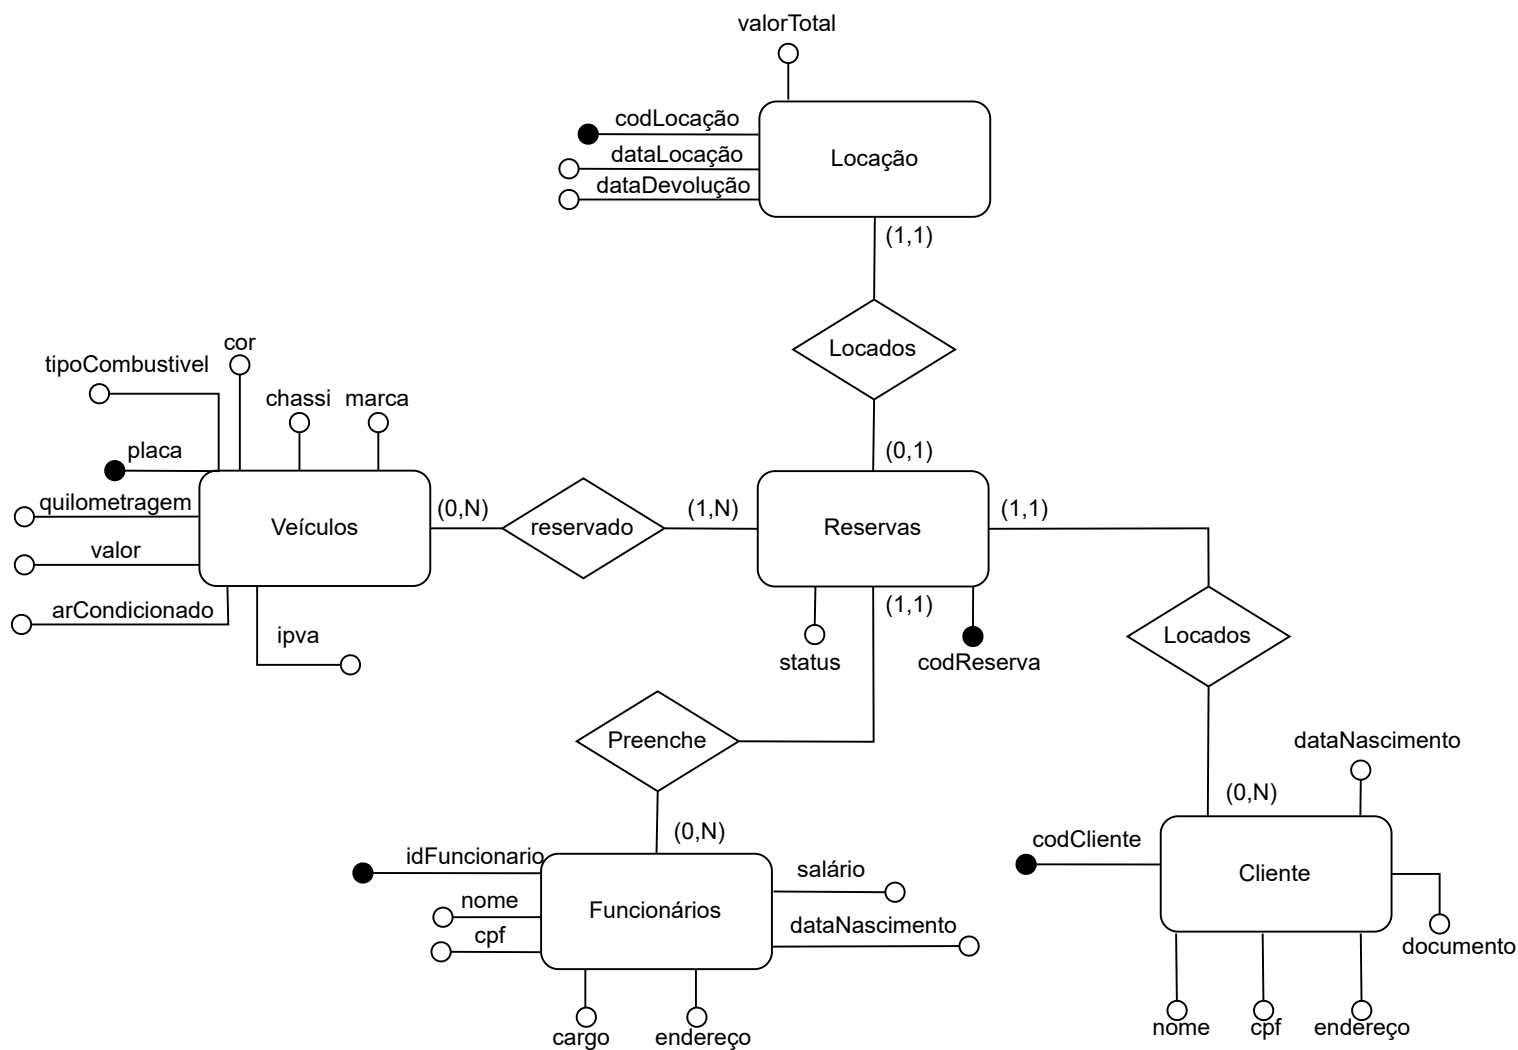 valorTotal
codLocação
dataLocação
dataDevolução
Locação
(1,1)
Locados
(0,1)
cor
tipoCombustivel
chassi
marca
placa
quilometragem
valor
arCondicionado
ipva
Veículos
(0,N)
reservado
(1,N)
Reservas
(1,1)
(1,1)
status
codReserva
Locados
Preenche
(0,N)
dataNascimento
(0,N)
codCliente
Cliente
documento
nome
cpf
endereço
idFuncionario
nome
cpf
Funcionários
salário
dataNascimento
cargo
endereço